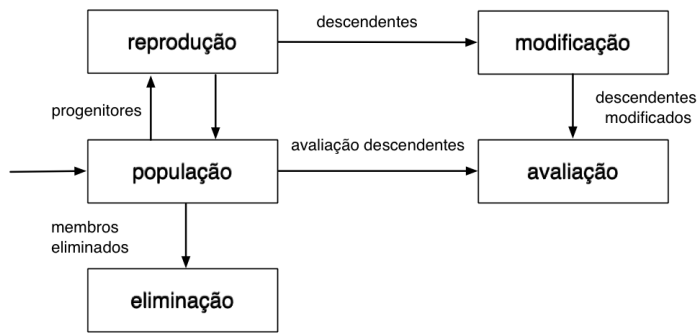 reprodução
descendentes
modificação
progenitores
descendentes
modificados
população
avaliação descendentes
avaliação
membros
eliminados
eliminação